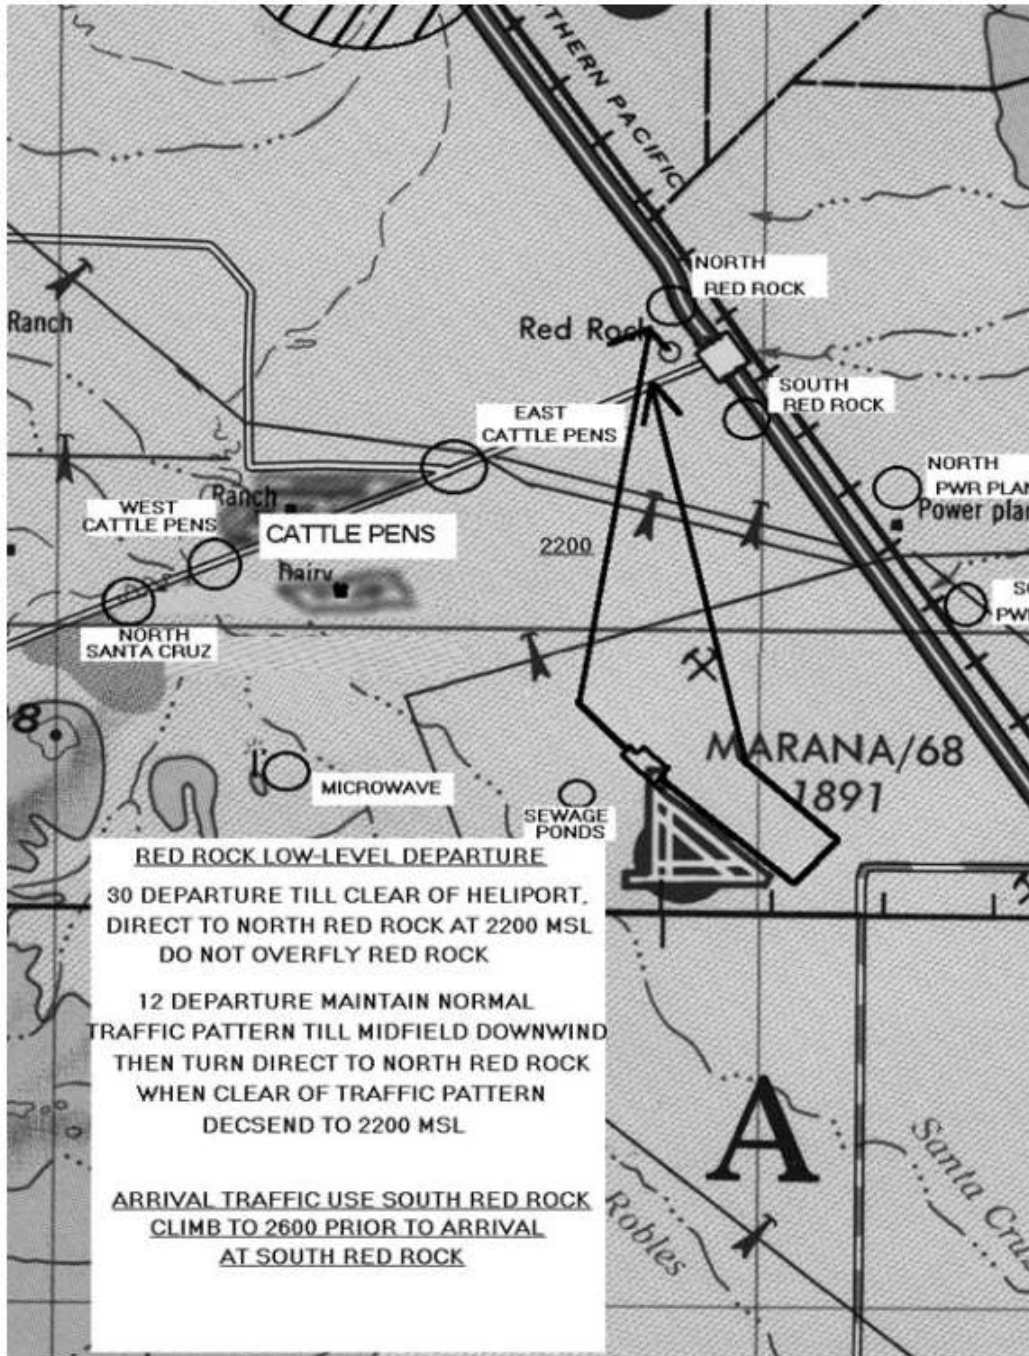 THERN PACIFIC
NORTH
RED ROCK
Ranch
Red Rock
SOUTH
RED ROCK
EAST
CATTLE PENS
NORTH
PWR PLAN
Power plan
Ranch
WEST
CATTLE PENS
CATTLE PENS
2200
Dairy
SO
PWR
NORTH
SANTA CRUZ
8
MARANA/68
1891
MICROWAVE
SEWAGE
PONDS
RED ROCK LOW-LEVEL DEPARTURE
30 DEPARTURE TILL CLEAR OF HELIPORT,
DIRECT TO NORTH RED ROCK AT 2200 MSL
DO NOT OVERFLY RED ROCK
12 DEPARTURE MAINTAIN NORMAL
TRAFFIC PATTERN TILL MIDFIELD DOWNWIND
THEN TURN DIRECT TO NORTH RED ROCK
WHEN CLEAR OF TRAFFIC PATTERN
DECSEND TO 2200 MSL
ARRIVAL TRAFFIC USE SOUTH RED ROCK
CLIMB TO 2600 PRIOR TO ARRIVAL
AT SOUTH RED ROCK
A
Santa Cruz
Robles